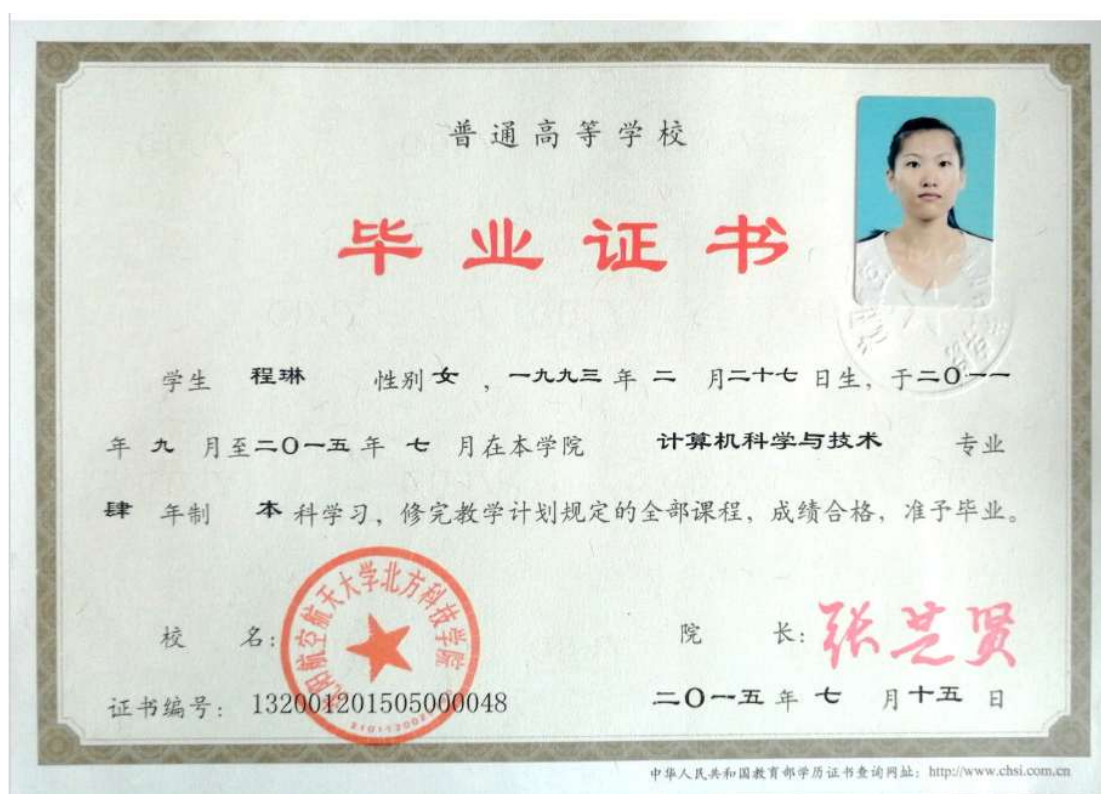 普通高等学校
毕业证书
学生 程琳 性别 女 ，一九九三 年 二 月 二十七 日生，于二〇一一
年 九 月至二〇一五 年 七 月在本学院 计算机科学与技术 专业
肆 年制 本 科学习，修完教学计划规定的全部课程，成绩合格，准予毕业。
沈阳航空航天大学北方科技学院
校 名：
院 长：张芝贤
证书编号：132001201505000048
二〇一五 年 七 月 十五 日
中华人民共和国教育部学历证书查询网址：http://www.chsi.com.cn